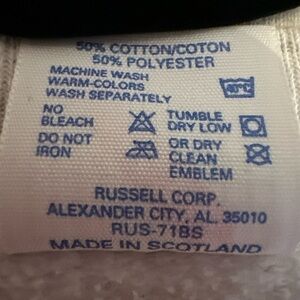 50% COTTON/COTON
50% POLYESTER
MACHINE WASH
WARM-COLORS
WASH SEPARATELY
40°C
NO BLEACH
TUMBLE DRY LOW
DO NOT IRON
OR DRY CLEAN EMBLEM
RUSSELL CORP.
ALEXANDER CITY, AL. 35010
RUS-71BS
MADE IN SCOTLAND